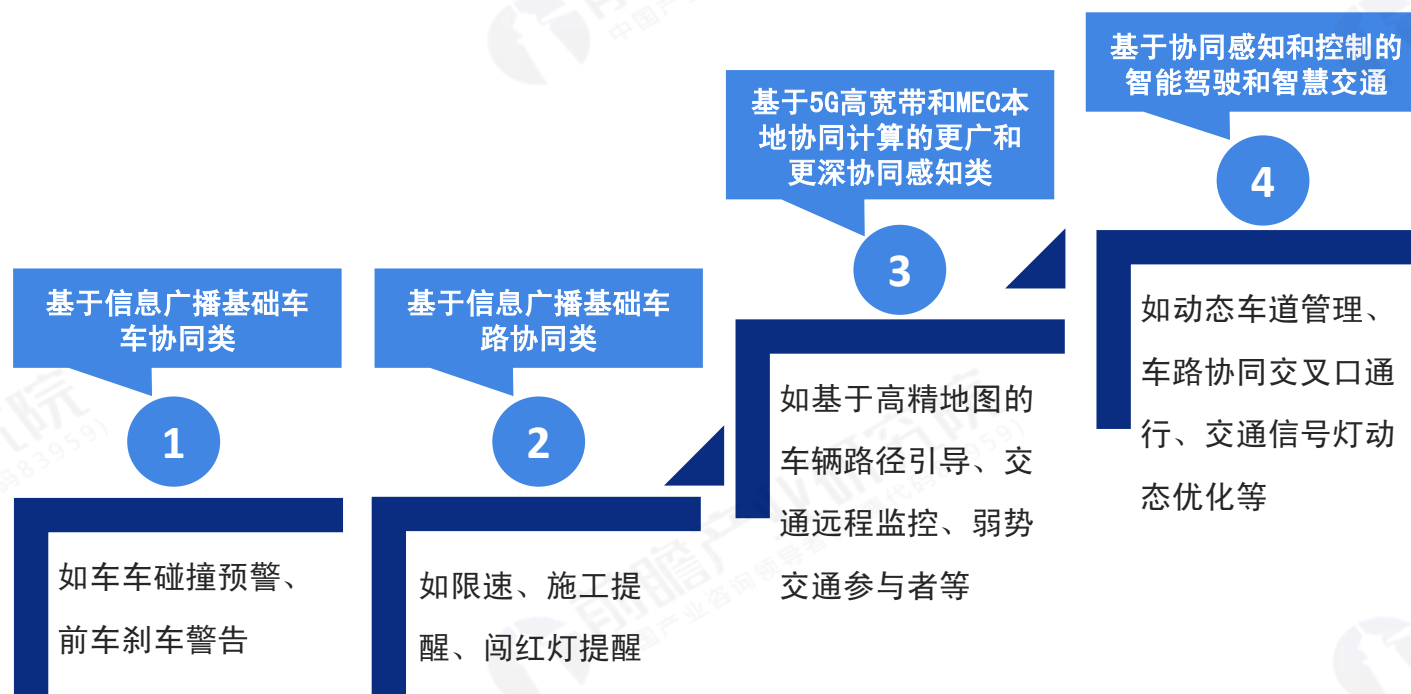 基于信息广播基础车
车协同类
1
如车车碰撞预警、
前车刹车警告
基于信息广播基础车
路协同类
2
如限速、施工提
醒、闯红灯提醒
基于5G高宽带和MEC本
地协同计算的更广和
更深协同感知类
3
如基于高精地图的
车辆路径引导、交
通远程监控、弱势
交通参与者等
基于协同感知和控制的
智能驾驶和智慧交通
4
如动态车道管理、
车路协同交叉口通
行、交通信号灯动
态优化等
前瞻产业研究院